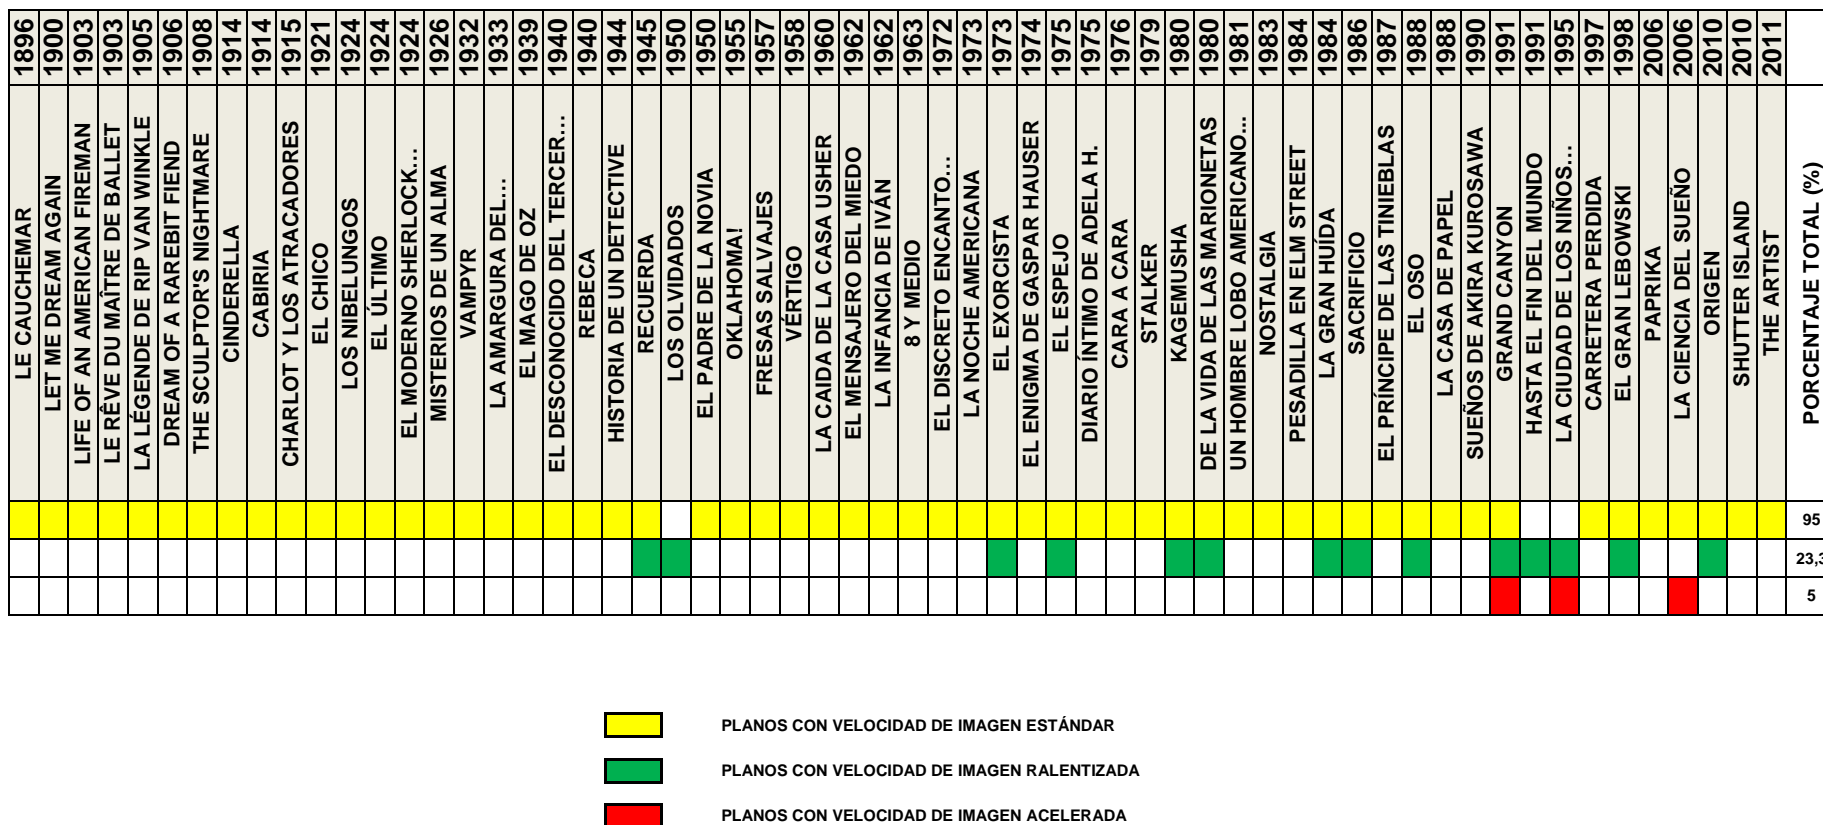 1896 1900 1903 1903 1905 1906 1908 1914 1914 1915 1921 1924 1924 1924 1926 1932 1933 1939 1940 1940 1944 1945 1950 1950 1955 1957 1958 1960 1962 1962 1963 1972 1973 1973 1974 1975 1975 1976 1979 1980 1980 1981 1983 1984 1984 1986 1987 1988 1988 1990 1991 1991 1995 1997 1998 2006 2006 2010 2010 2011
LE CAUCHEMAR
LET ME DREAM AGAIN
LIFE OF AN AMERICAN FIREMAN
LE RÊVE DU MAÎTRE DE BALLET
LA LÉGENDE DE RIP VAN WINKLE
DREAM OF A RAREBIT FIEND
THE SCULPTOR'S NIGHTMARE
CINDERELLA
CABIRIA
CHARLOT Y LOS ATRACADORES
EL CHICO
LOS NIBELUNGOS
EL ÚLTIMO
EL MODERNO SHERLOCK...
MISTERIOS DE UN ALMA
VAMPYR
LA AMARGURA DEL...
EL MAGO DE OZ
EL DESCONOCIDO DEL TERCER...
REBECA
HISTORIA DE UN DETECTIVE
RECUERDA
LOS OLVIDADOS
EL PADRE DE LA NOVIA
OKLAHOMA!
FRESAS SALVAJES
VÉRTIGO
LA CAIDA DE LA CASA USHER
EL MENSAJERO DEL MIEDO
LA INFANCIA DE IVÁN
8 Y MEDIO
EL DISCRETO ENCANTO...
LA NOCHE AMERICANA
EL EXORCISTA
EL ENIGMA DE GASPAR HAUSER
EL ESPEJO
DIARIO ÍNTIMO DE ADELA H.
CARA A CARA
STALKER
KAGEMUSHA
DE LA VIDA DE LAS MARIONETAS
UN HOMBRE LOBO AMERICANO...
NOSTALGIA
PESADILLA EN ELM STREET
LA GRAN HUÍDA
SACRIFICIO
EL PRÍNCIPE DE LAS TINIEBLAS
EL OSO
LA CASA DE PAPEL
SUEÑOS DE AKIRA KUROSAWA
GRAND CANYON
HASTA EL FIN DEL MUNDO
LA CIUDAD DE LOS NIÑOS...
CARRETERA PERDIDA
EL GRAN LEBOWSKI
PAPRIKA
LA CIENCIA DEL SUEÑO
ORIGEN
SHUTTER ISLAND
THE ARTIST
PORCENTAJE TOTAL (%)
95
23,3
5
PLANOS CON VELOCIDAD DE IMAGEN ESTÁNDAR
PLANOS CON VELOCIDAD DE IMAGEN RALENTIZADA
PLANOS CON VELOCIDAD DE IMAGEN ACELERADA